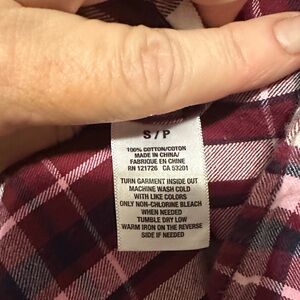 S / P
100% COTTON/COTON
MADE IN CHINA/
FABRIQUE EN CHINE
RN 121726 CA 53201
TURN GARMENT INSIDE OUT
MACHINE WASH COLD
WITH LIKE COLORS
ONLY NON-CHLORINE BLEACH
WHEN NEEDED
TUMBLE DRY LOW
WARM IRON ON THE REVERSE
SIDE IF NEEDED